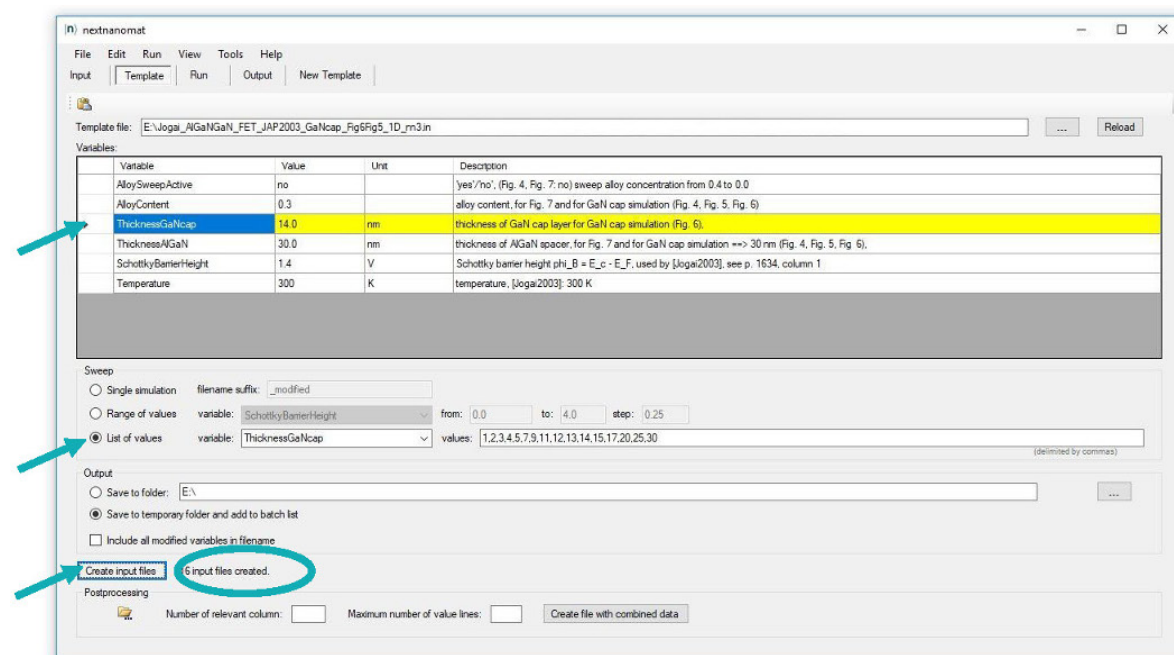 nextnanomat
File Edit Run View Tools Help
Input Template Run Output New Template
Template file: E:\Jogai_AlGaNGaN_FET_JAP2003_GaNcap_Fig6Fig5_1D_nn3.in ... Reload
Variables:
Variable Value Unit Description
AlloySweepActive no 'yes'/'no', (Fig. 4, Fig. 7: no) sweep alloy concentration from 0.4 to 0.0
AlloyContent 0.3 alloy content, for Fig. 7 and for GaN cap simulation (Fig. 4, Fig. 5, Fig. 6)
ThicknessGaNcap 14.0 nm thickness of GaN cap layer for GaN cap simulation (Fig. 6),
ThicknessAlGaN 30.0 nm thickness of AlGaN spacer, for Fig. 7 and for GaN cap simulation ==> 30 nm (Fig. 4, Fig. 5, Fig 6),
SchottkyBarrierHeight 1.4 V Schottky barrier height phi_B = E_c - E_F, used by [Jogai2003], see p. 1634, column 1
Temperature 300 K temperature, [Jogai2003]: 300 K
Sweep
Single simulation filename suffix: _modified
Range of values variable: SchottkyBarrierHeight from: 0.0 to: 4.0 step: 0.25
List of values variable: ThicknessGaNcap values: 1,2,3,4,5,7,9,11,12,13,14,15,17,20,25,30
(delimited by commas)
Output
Save to folder: E:\ ...
Save to temporary folder and add to batch list
Include all modified variables in filename
Create input files 6 input files created.
Postprocessing
Number of relevant column: Maximum number of value lines: Create file with combined data